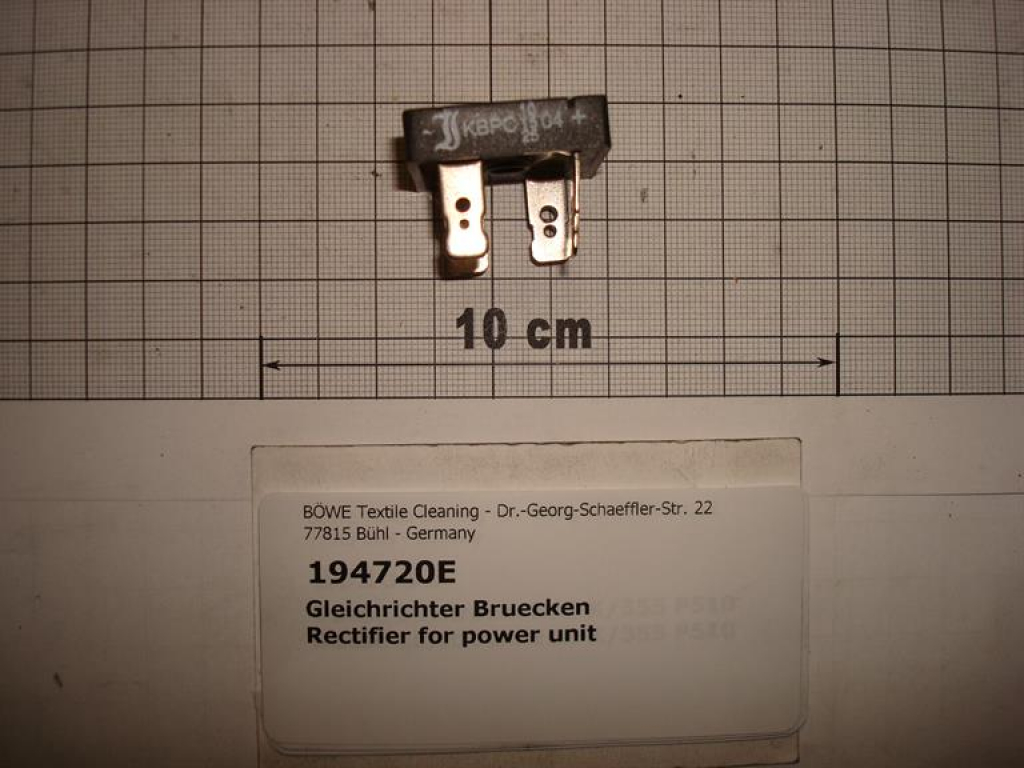 - KBPC 04 +
10 cm
BÖWE Textile Cleaning - Dr.-Georg-Schaeffler-Str. 22
77815 Bühl - Germany
194720E
Gleichrichter Bruecken
Rectifier for power unit